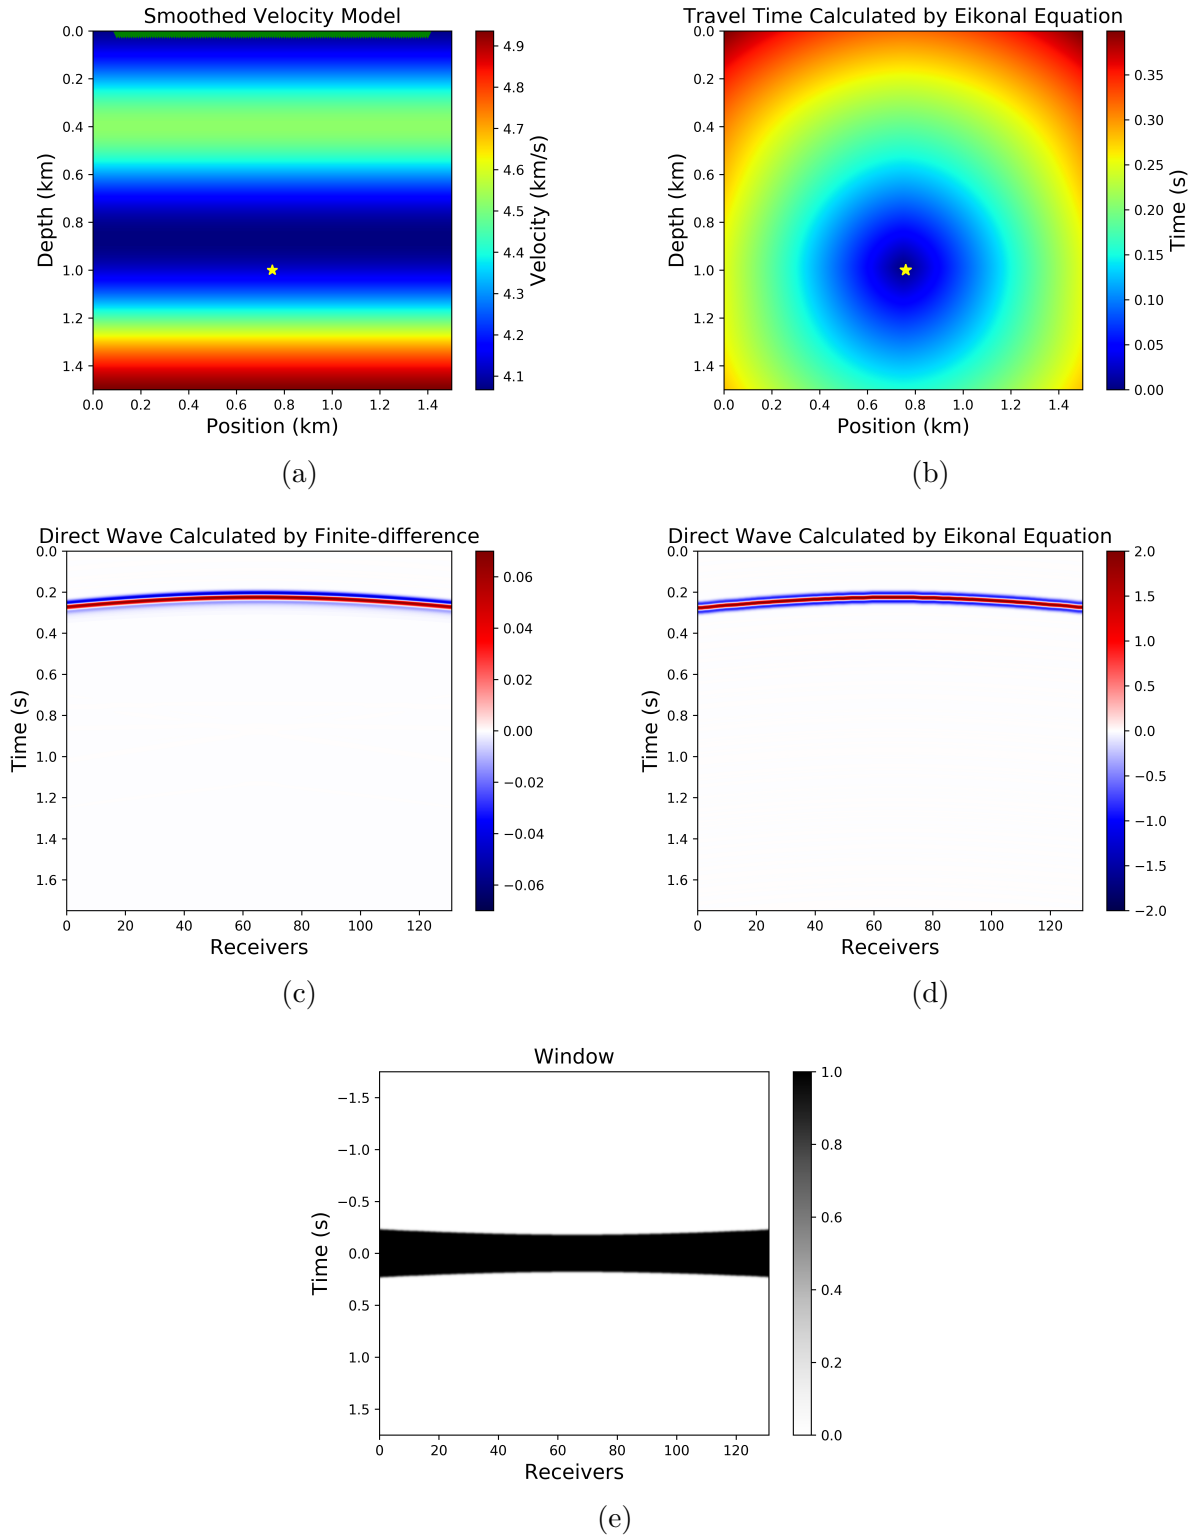 Smoothed Velocity Model
0.0
0.2
0.4
0.6
0.8
1.0
1.2
1.4
Depth (km)
0.0 0.2 0.4 0.6 0.8 1.0 1.2 1.4
Position (km)
4.9
4.8
4.7
4.6
4.5
4.4
4.3
4.2
4.1
Velocity (km/s)
(a)
Travel Time Calculated by Eikonal Equation
0.0
0.2
0.4
0.6
0.8
1.0
1.2
1.4
Depth (km)
0.0 0.2 0.4 0.6 0.8 1.0 1.2 1.4
Position (km)
0.35
0.30
0.25
0.20
0.15
0.10
0.05
0.00
Time (s)
(b)
Direct Wave Calculated by Finite-difference
0.0
0.2
0.4
0.6
0.8
1.0
1.2
1.4
1.6
Time (s)
0 20 40 60 80 100 120
Receivers
0.06
0.04
0.02
0.00
−0.02
−0.04
−0.06
(c)
Direct Wave Calculated by Eikonal Equation
0.0
0.2
0.4
0.6
0.8
1.0
1.2
1.4
1.6
Time (s)
0 20 40 60 80 100 120
Receivers
2.0
1.5
1.0
0.5
0.0
−0.5
−1.0
−1.5
−2.0
(d)
Window
−1.5
−1.0
−0.5
0.0
0.5
1.0
1.5
Time (s)
0 20 40 60 80 100 120
Receivers
1.0
0.8
0.6
0.4
0.2
0.0
(e)